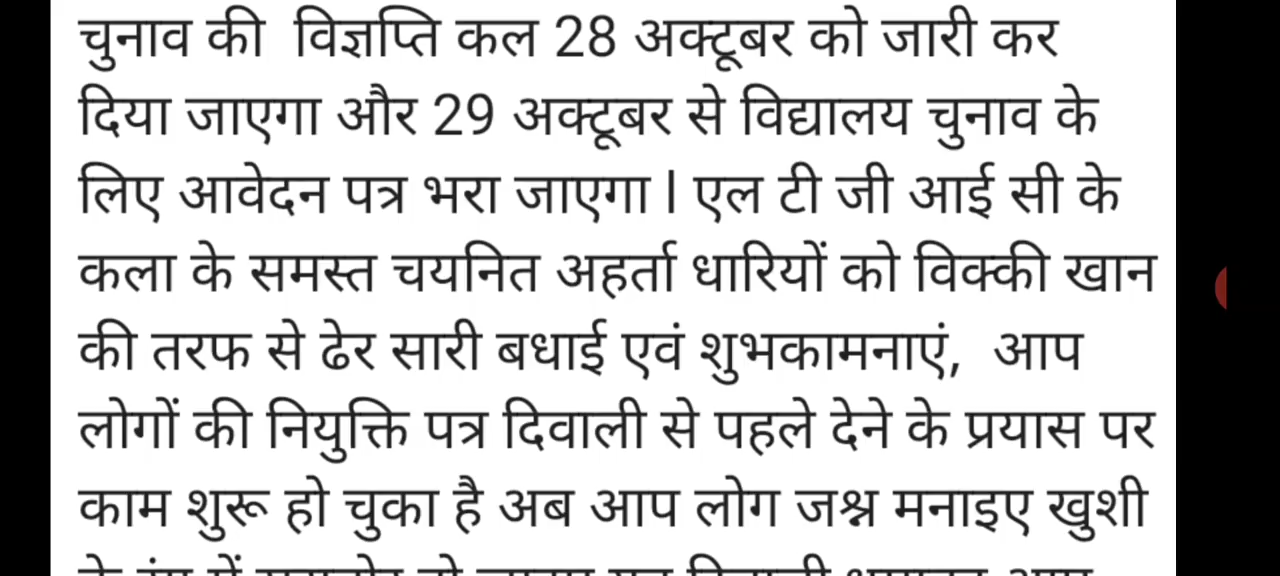 चुनाव की विज्ञप्ति कल 28 अक्टूबर को जारी कर
दिया जाएगा और 29 अक्टूबर से विद्यालय चुनाव के
लिए आवेदन पत्र भरा जाएगा | एल टी जी आई सी के
कला के समस्त चयनित अहर्ता धारियों को विक्की खान
की तरफ से ढेर सारी बधाई एवं शुभकामनाएं, आप
लोगों की नियुक्ति पत्र दिवाली से पहले देने के प्रयास पर
काम शुरू हो चुका है अब आप लोग जश्न मनाइए खुशी